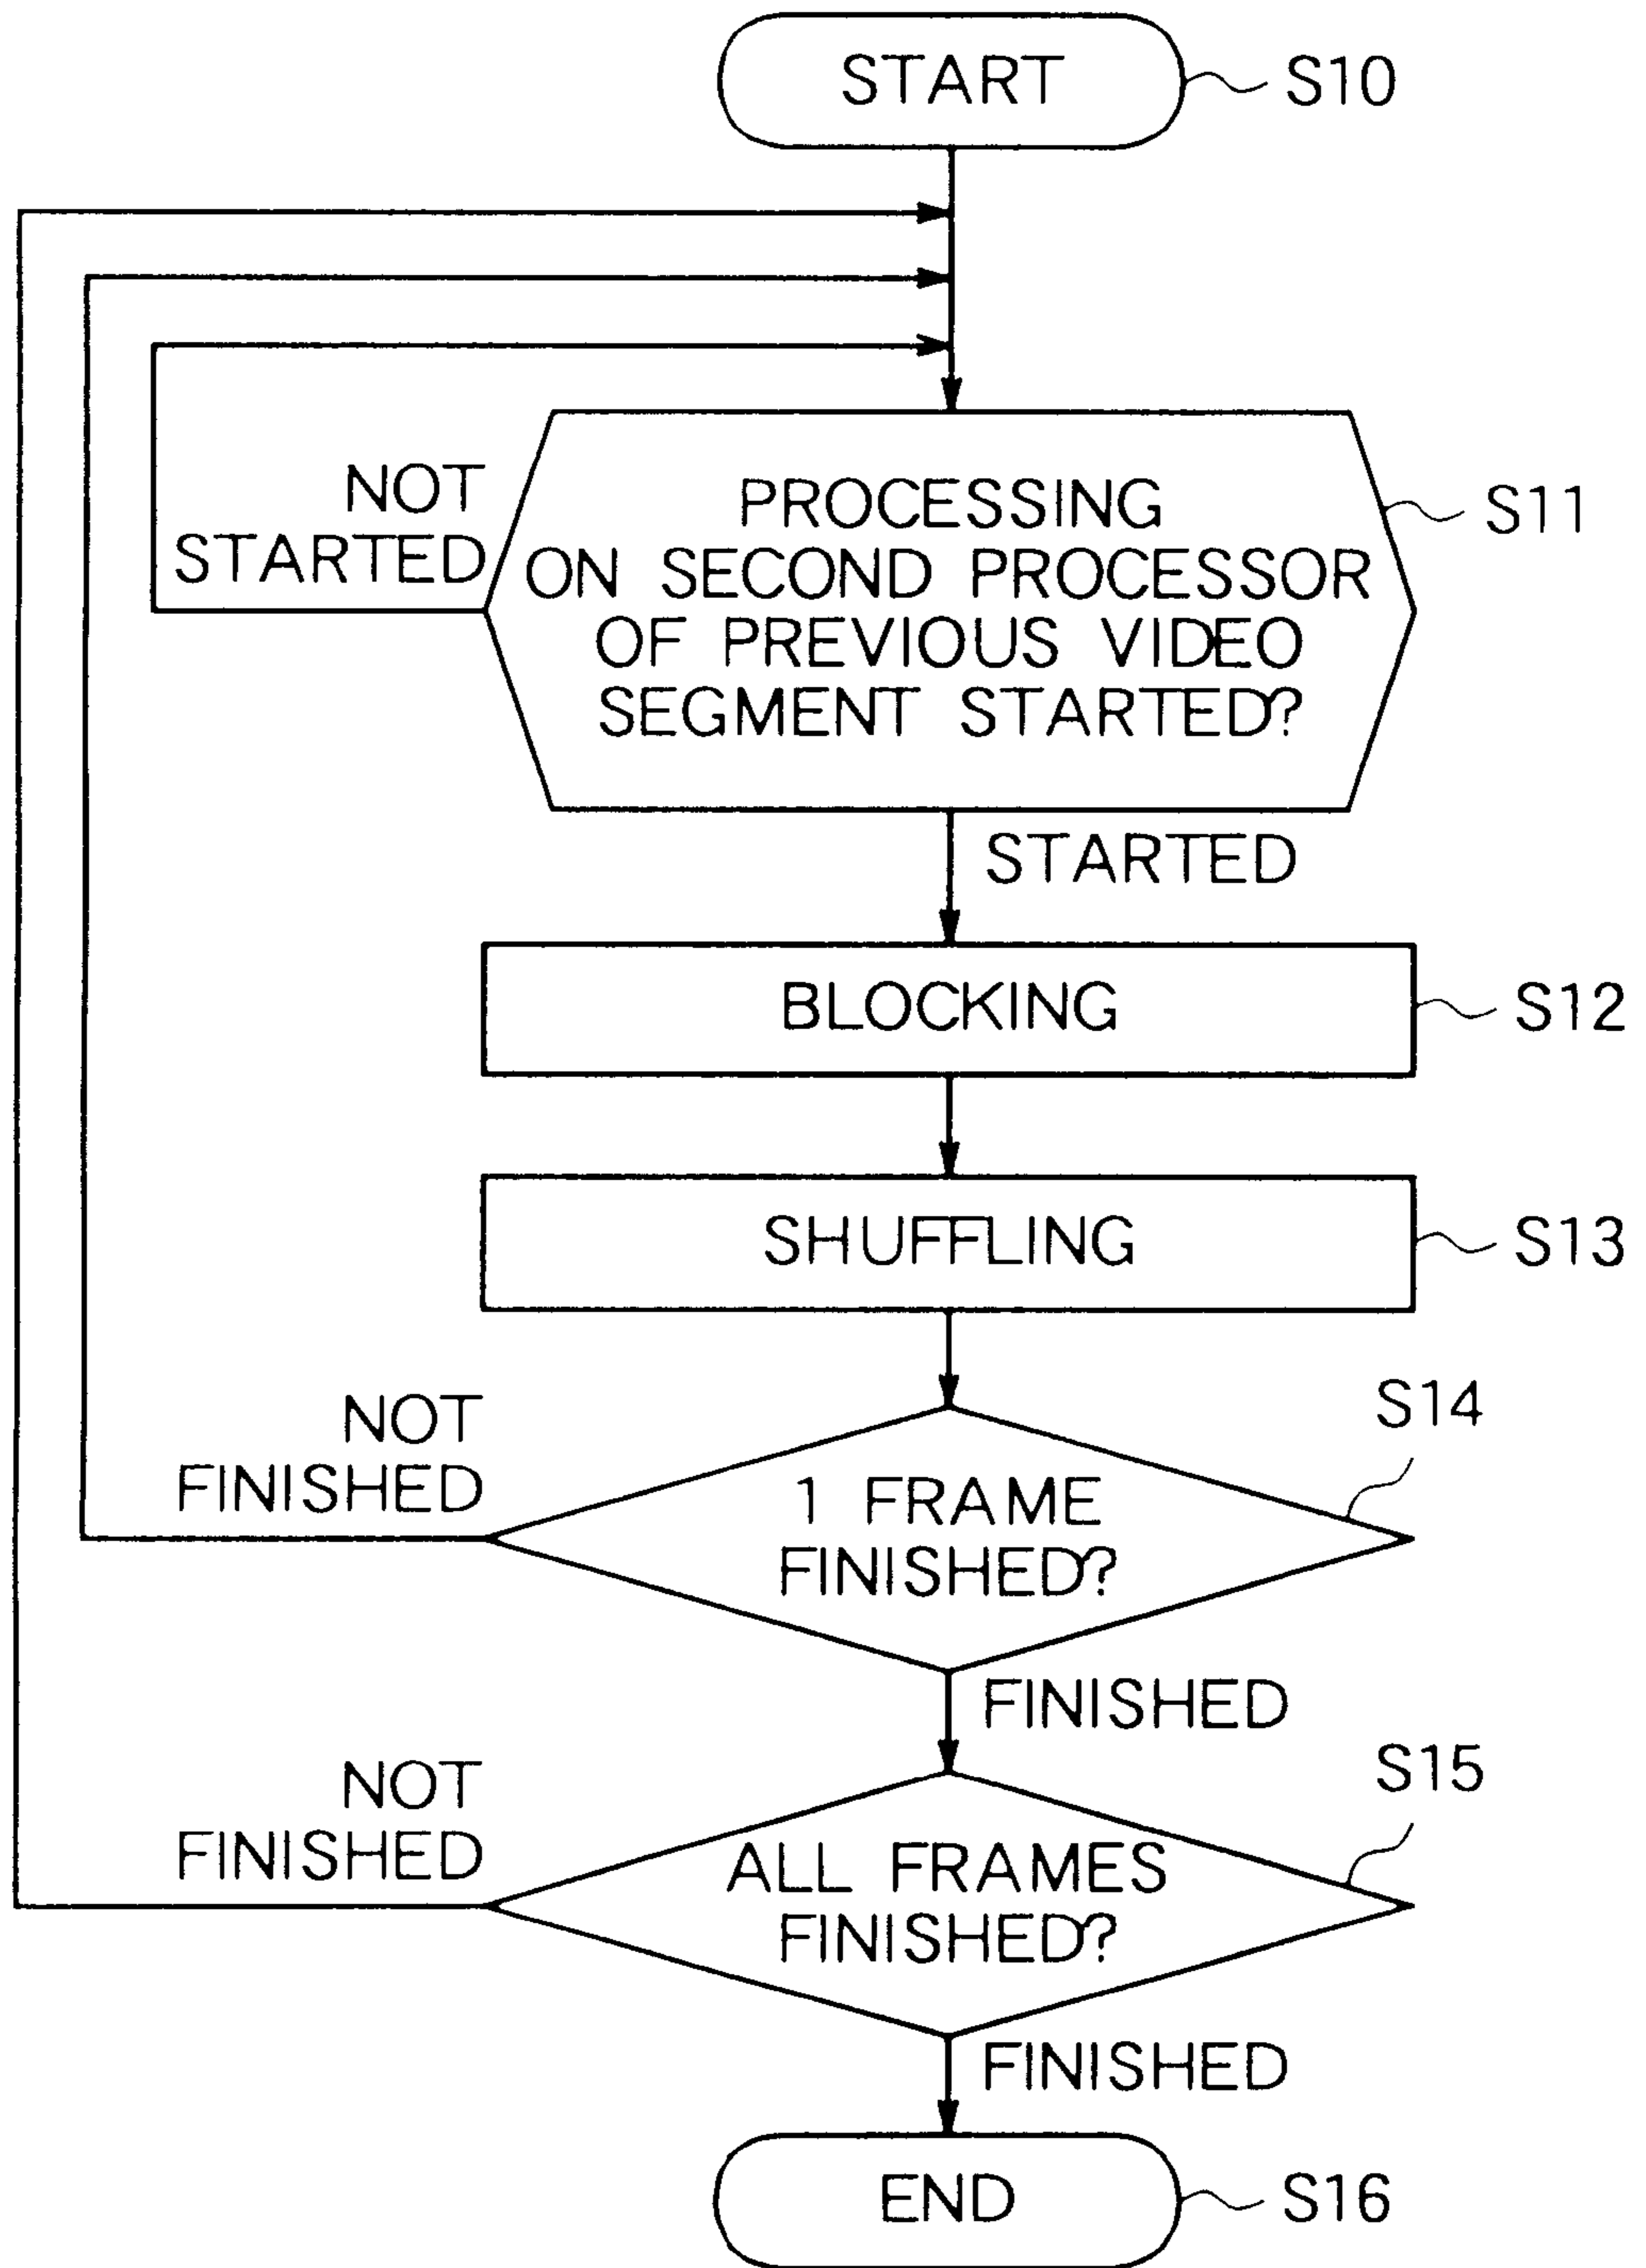 START
S10
NOT
STARTED
PROCESSING
ON SECOND PROCESSOR
OF PREVIOUS VIDEO
SEGMENT STARTED?
S11
STARTED
BLOCKING
S12
SHUFFLING
S13
NOT
FINISHED
1 FRAME
FINISHED?
S14
FINISHED
NOT
FINISHED
ALL FRAMES
FINISHED?
S15
FINISHED
END
S16